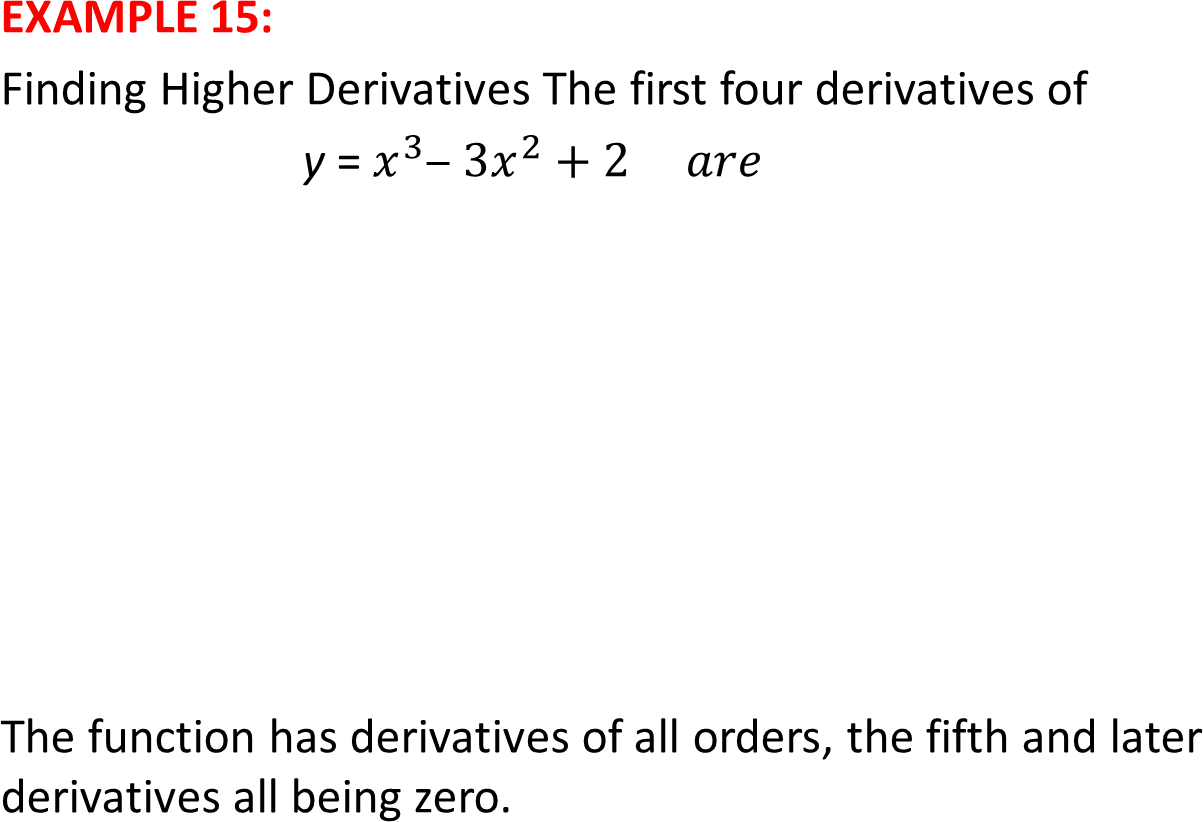 EXAMPLE 15:
Finding Higher Derivatives The first four derivatives of
y = x³– 3x² + 2 are
The function has derivatives of all orders, the fifth and later
derivatives all being zero.